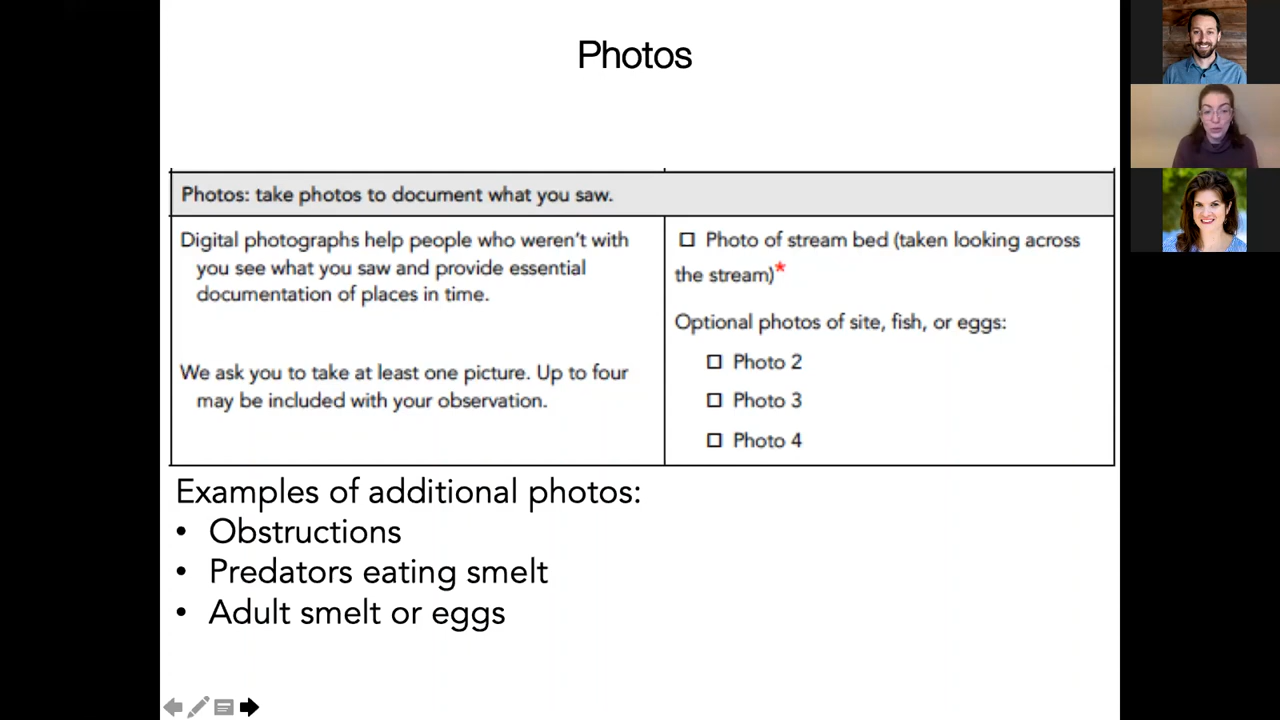 Photos
Photos: take photos to document what you saw.
Digital photographs help people who weren't with
you see what you saw and provide essential
documentation of places in time.
We ask you to take at least one picture. Up to four
may be included with your observation.
☐ Photo of stream bed (taken looking across
the stream)*
Optional photos of site, fish, or eggs:
☐ Photo 2
☐ Photo 3
☐ Photo 4
Examples of additional photos:
• Obstructions
• Predators eating smelt
• Adult smelt or eggs